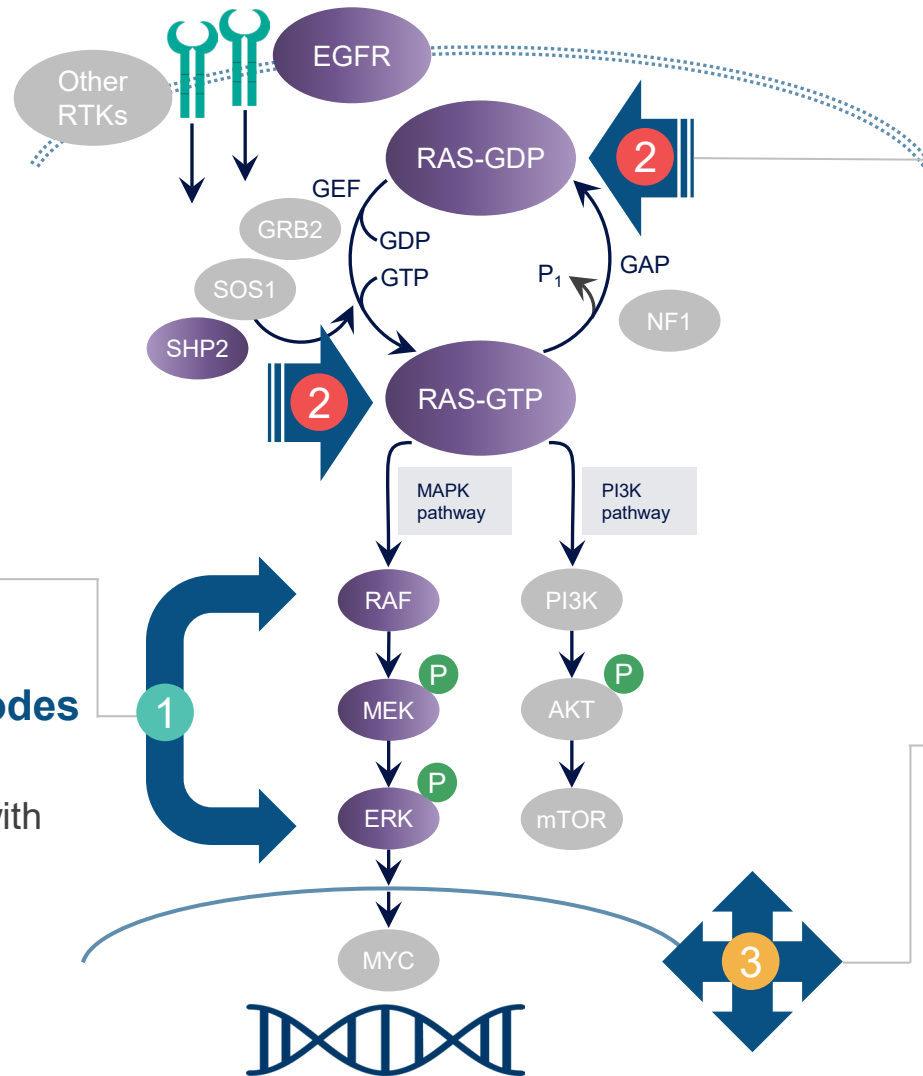 Other
RTKs
EGFR
RAS-GDP
2
GEF
GRB2
GDP
GTP
SOS1
SHP2
P1
GAP
NF1
2
RAS-GTP
MAPK
pathway
PI3K
pathway
RAF
PI3K
P
P
odes
1
MEK
AKT
P
with
ERK
mTOR
MYC
3